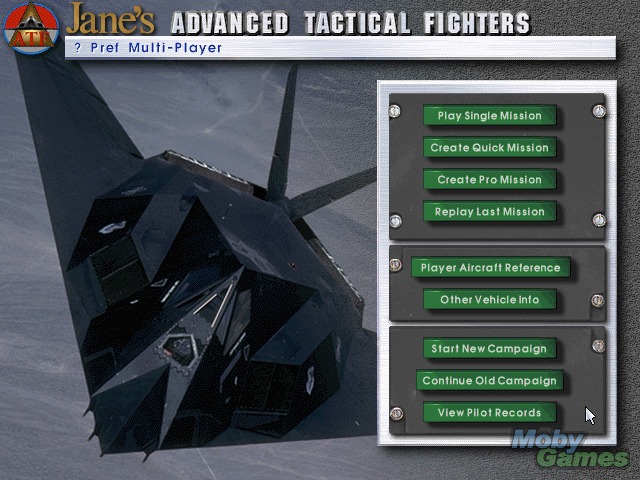 Jane's ADVANCED TACTICAL FIGHTERS
ATF
? Pref Multi-Player
Play Single Mission
Create Quick Mission
Create Pro Mission
Replay Last Mission
Player Aircraft Reference
Other Vehicle Info
Start New Campaign
Continue Old Campaign
View Pilot Records
Moby
Games